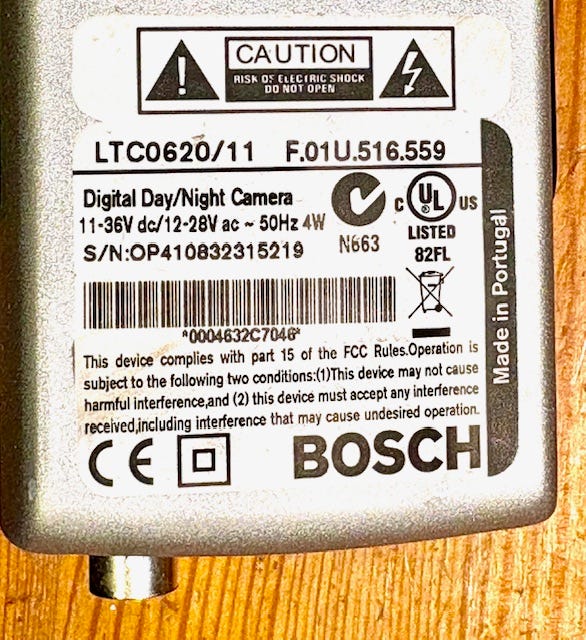 CAUTION
RISK OF ELECTRIC SHOCK
DO NOT OPEN
LTC0620/11 F.01U.516.559
Digital Day/Night Camera
11-36V dc/12-28V ac ~ 50Hz 4W
S/N:OP410832315219
N663
C UL ® US
LISTED
82FL
*0004632C7046*
This device complies with part 15 of the FCC Rules.Operation is
subject to the following two conditions:(1)This device may not cause
harmful interference,and (2) this device must accept any interference
received,including interference that may cause undesired operation.
CE BOSCH
Made in Portugal